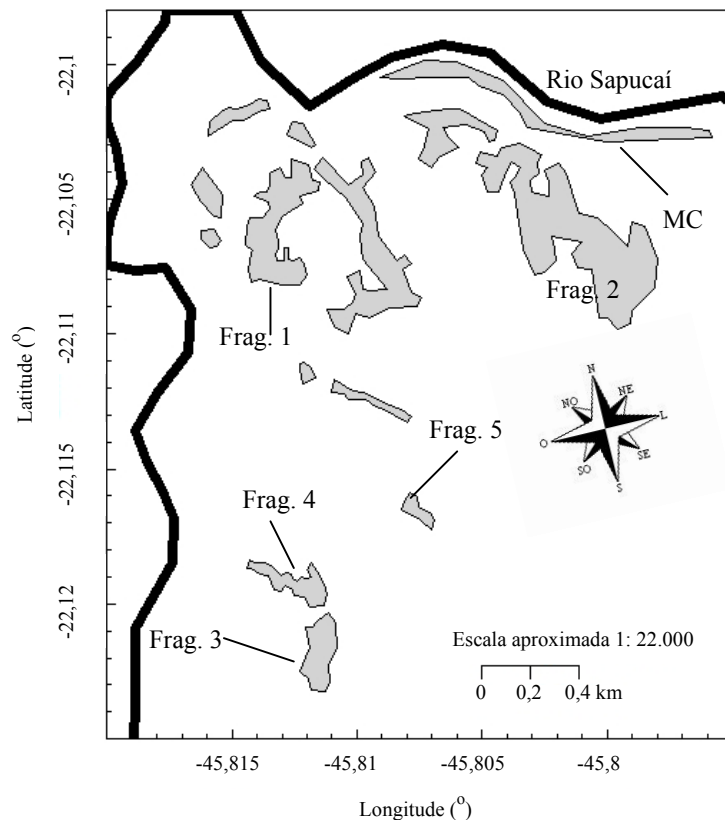 Rio Sapucaí
MC
Frag. 2
Frag. 1
Frag. 5
Frag. 4
Frag. 3
N
NE
L
SE
S
SO
O
NO
Escala aproximada 1: 22.000
0 0,2 0,4 km
Latitude (o)
-22,1
-22,105
-22,11
-22,115
-22,12
-45,815 -45,81 -45,805 -45,8
Longitude (o)